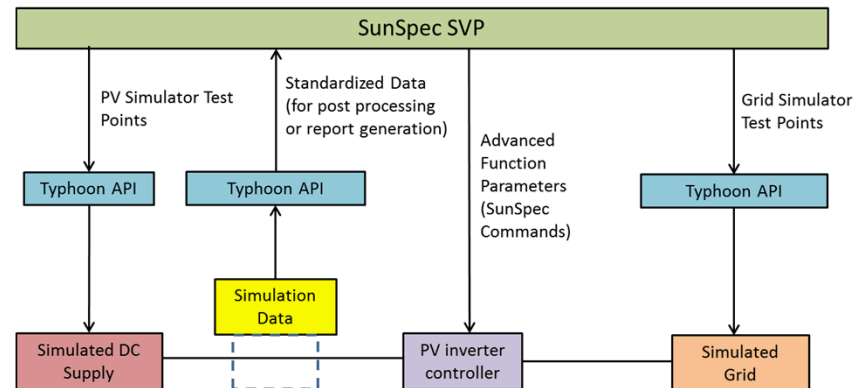 SunSpec SVP
PV Simulator Test
Points
Standardized Data
(for post processing
or report generation)
Advanced
Function
Parameters
(SunSpec
Commands)
Grid Simulator
Test Points
Typhoon API
Typhoon API
Typhoon API
Simulation
Data
Simulated DC
Supply
PV inverter
controller
Simulated
Grid